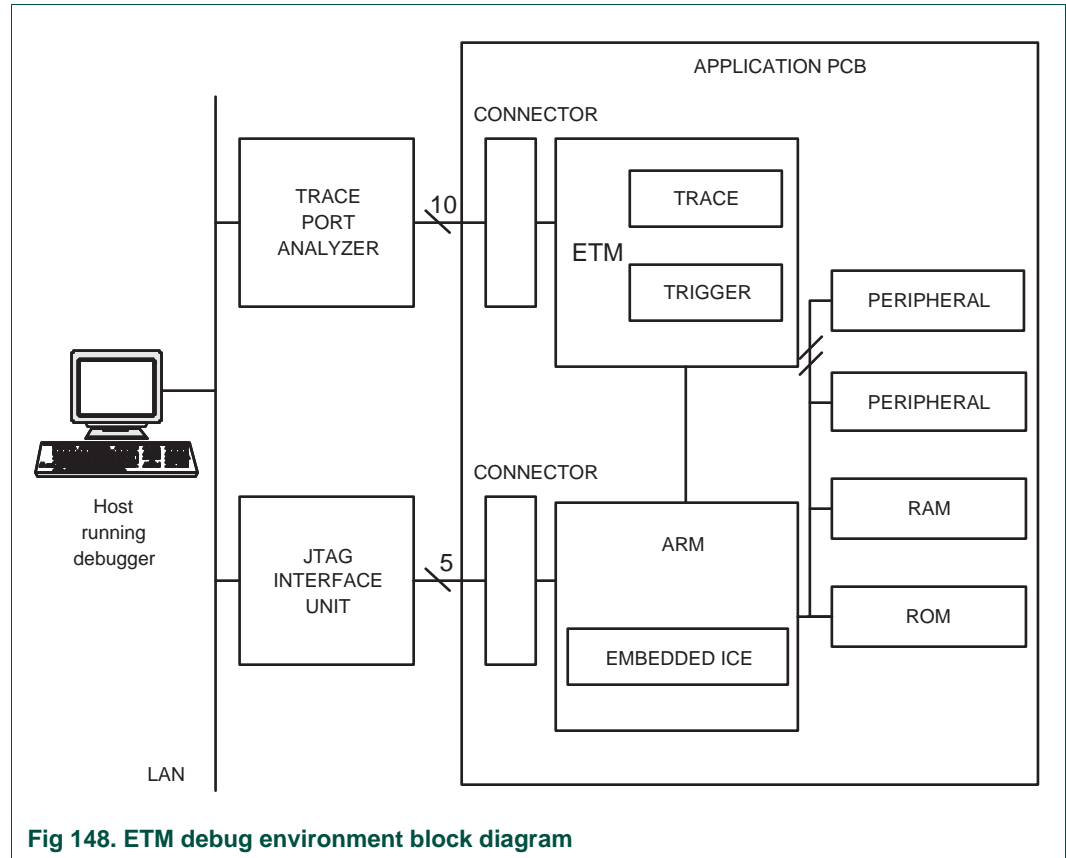 APPLICATION PCB
CONNECTOR
TRACE
PORT
ANALYZER
10
TRACE
ETM
TRIGGER
PERIPHERAL
PERIPHERAL
Host
running
debugger
CONNECTOR
JTAG
INTERFACE
UNIT
5
ARM
RAM
ROM
EMBEDDED ICE
LAN
Fig 148. ETM debug environment block diagram